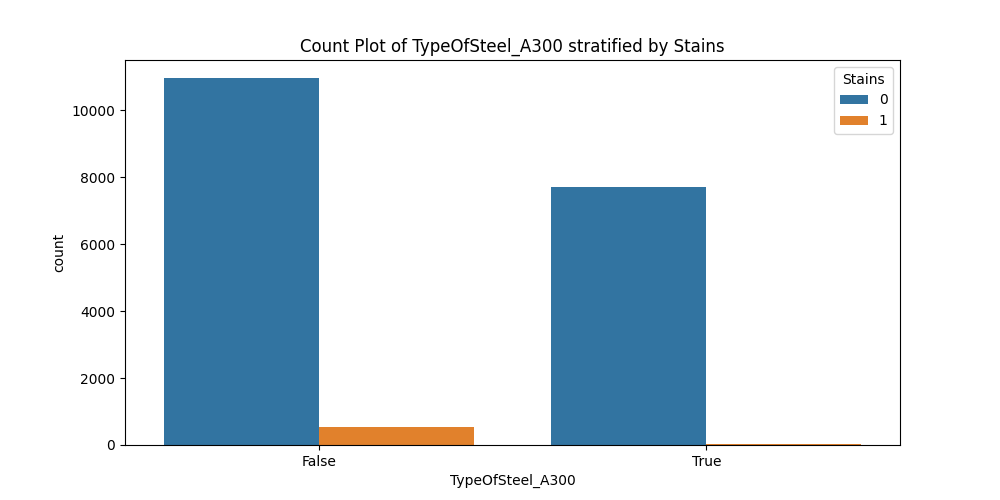 Count Plot of TypeOfSteel_A300 stratified by Stains
Stains
0
1
10000
8000
6000
4000
2000
0
count
False
True
TypeOfSteel_A300